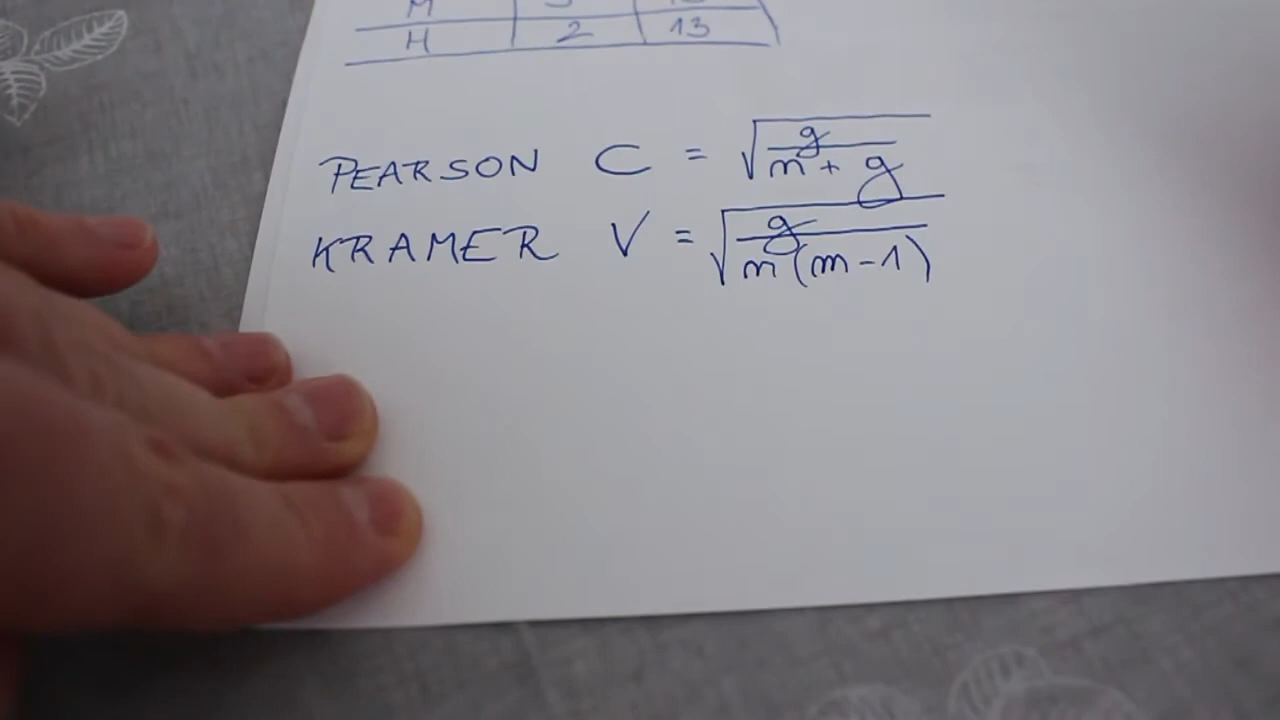 M
H 2 13
PEARSON C = √(g/(n + g))
KRAMER V = √(g/(n(m-1)))